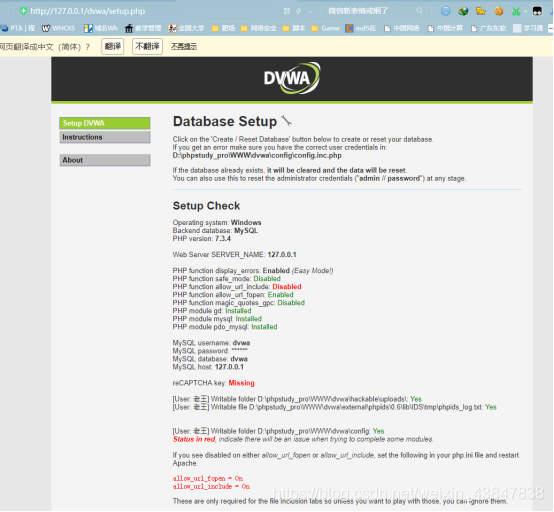 http://127.0.0.1/dvwa/setup.php
微信新表情戒烟了
PTA | 程
WHOIS
域名Wh
教学管理
全国大学
靶场
网络安全
脚本
Game
md5在
中国网络
中国计算
广东东软
学习通
网页翻译成中文（简体）？
翻译
不翻译
不再提示
DVWA
Setup DVWA
Instructions
About
Database Setup
Click on the 'Create / Reset Database' button below to create or reset your database.
If you get an error make sure you have the correct user credentials in:
D:\phpstudy_pro\WWW\dvwa\config\config.inc.php
If the database already exists, it will be cleared and the data will be reset.
You can also use this to reset the administrator credentials ("admin // password") at any stage.
Setup Check
Operating system: Windows
Backend database: MySQL
PHP version: 7.3.4
Web Server SERVER_NAME: 127.0.0.1
PHP function display_errors: Enabled (Easy Mode!)
PHP function safe_mode: Disabled
PHP function allow_url_include: Disabled
PHP function allow_url_fopen: Enabled
PHP function magic_quotes_gpc: Disabled
PHP module gd: Installed
PHP module mysql: Installed
PHP module pdo_mysql: Installed
MySQL username: dvwa
MySQL password: ******
MySQL database: dvwa
MySQL host: 127.0.0.1
reCAPTCHA key: Missing
[User: 老王] Writable folder D:\phpstudy_pro\WWW\dvwa\hackable\uploads\: Yes
[User: 老王] Writable file D:\phpstudy_pro\WWW\dvwa\external\phpids\0.6\lib\IDS\tmp\phpids_log.txt: Yes
[User: 老王] Writable folder D:\phpstudy_pro\WWW\dvwa\config: Yes
Status in red, indicate there will be an issue when trying to complete some modules.
If you see disabled on either allow_url_fopen or allow_url_include, set the following in your php.ini file and restart
Apache.
allow_url_fopen = On
allow_url_include = On
These are only required for the file inclusion labs so unless you want to play with those, you can ignore them.
https://blog.csdn.net/weixin_43847838